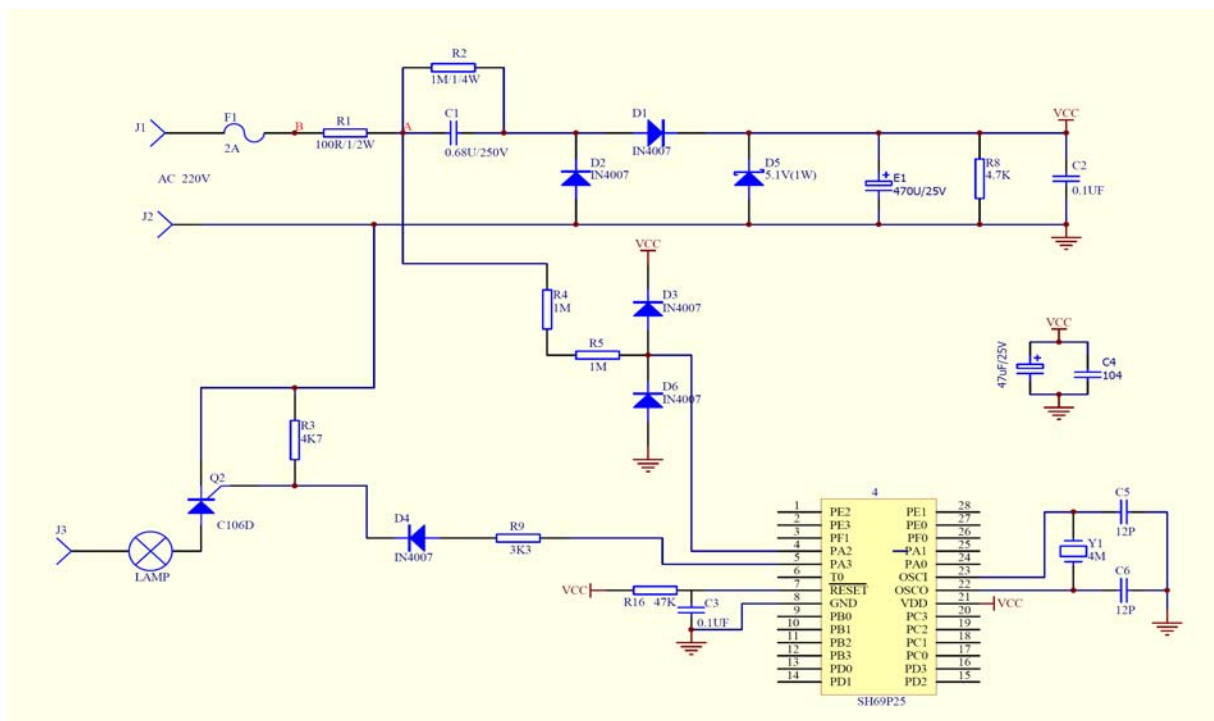 R2
1M/1/4W
J1
F1
2A
B
R1
100R/1/2W
A
C1
0.68U/250V
D1
IN4007
VCC
AC 220V
D2
IN4007
D5
5.1V(1W)
E1
470U/25V
R8
4.7K
C2
0.1UF
J2
VCC
R4
1M
D3
IN4007
R5
1M
D6
IN4007
VCC
47uF/25V
C4
104
R3
4K7
Q2
C106D
J3
LAMP
D4
IN4007
R9
3K3
VCC
R16 47K
C3
0.1UF
4
1 PE2 PE1 28
2 PE3 PE0 27
3 PF1 PF0 26
4 PA2 PA1 25
5 PA3 PA0 24
6 T0 OSCI 23
7 RESET OSCO 22
8 GND VDD 21
9 PB0 PC3 20
10 PB1 PC2 19
11 PB2 PC1 18
12 PB3 PC0 17
13 PD0 PD3 16
14 PD1 PD2 15
SH69P25
VCC
C5
12P
Y1
4M
C6
12P